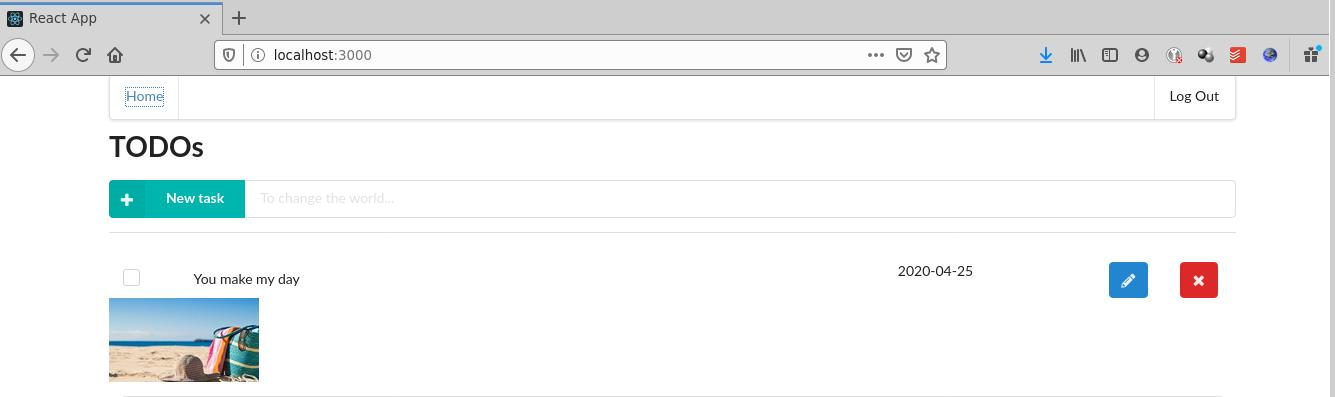 React App
localhost:3000
Home
Log Out
TODOs
New task
To change the world...
You make my day
2020-04-25